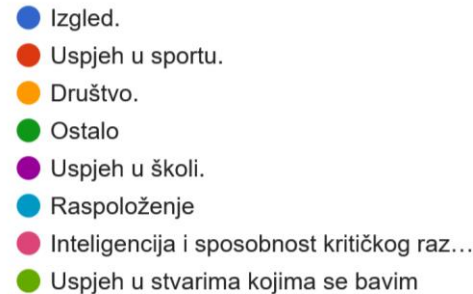 Izgled.
Uspjeh u sportu.
Društvo.
Ostalo
Uspjeh u školi.
Raspoloženje
Inteligencija i sposobnost kritičkog raz…
Uspjeh u stvarima kojima se bavim